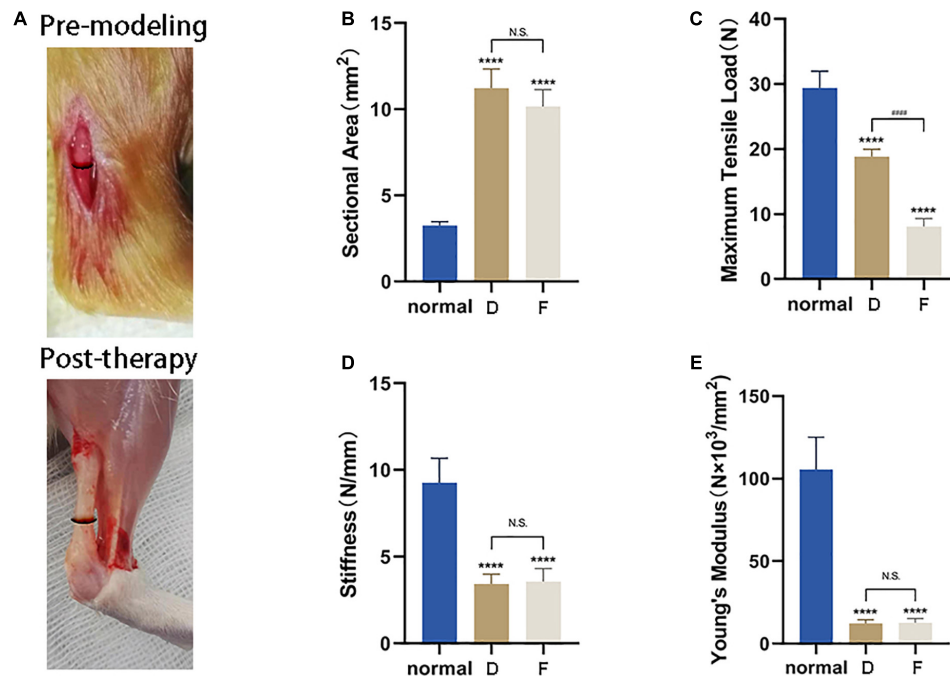 A
Pre-modeling
Post-therapy
B
Sectional Area(mm²)
15
10
5
0
N.S.
****
****
normal D F
C
Maximum Tensile Load(N)
40
30
20
10
0
####
****
****
normal D F
D
Stiffness(N/mm)
15
10
5
0
N.S.
****
****
normal D F
E
Young's Modulus(N×10³/mm²)
150
100
50
0
N.S.
****
****
normal D F